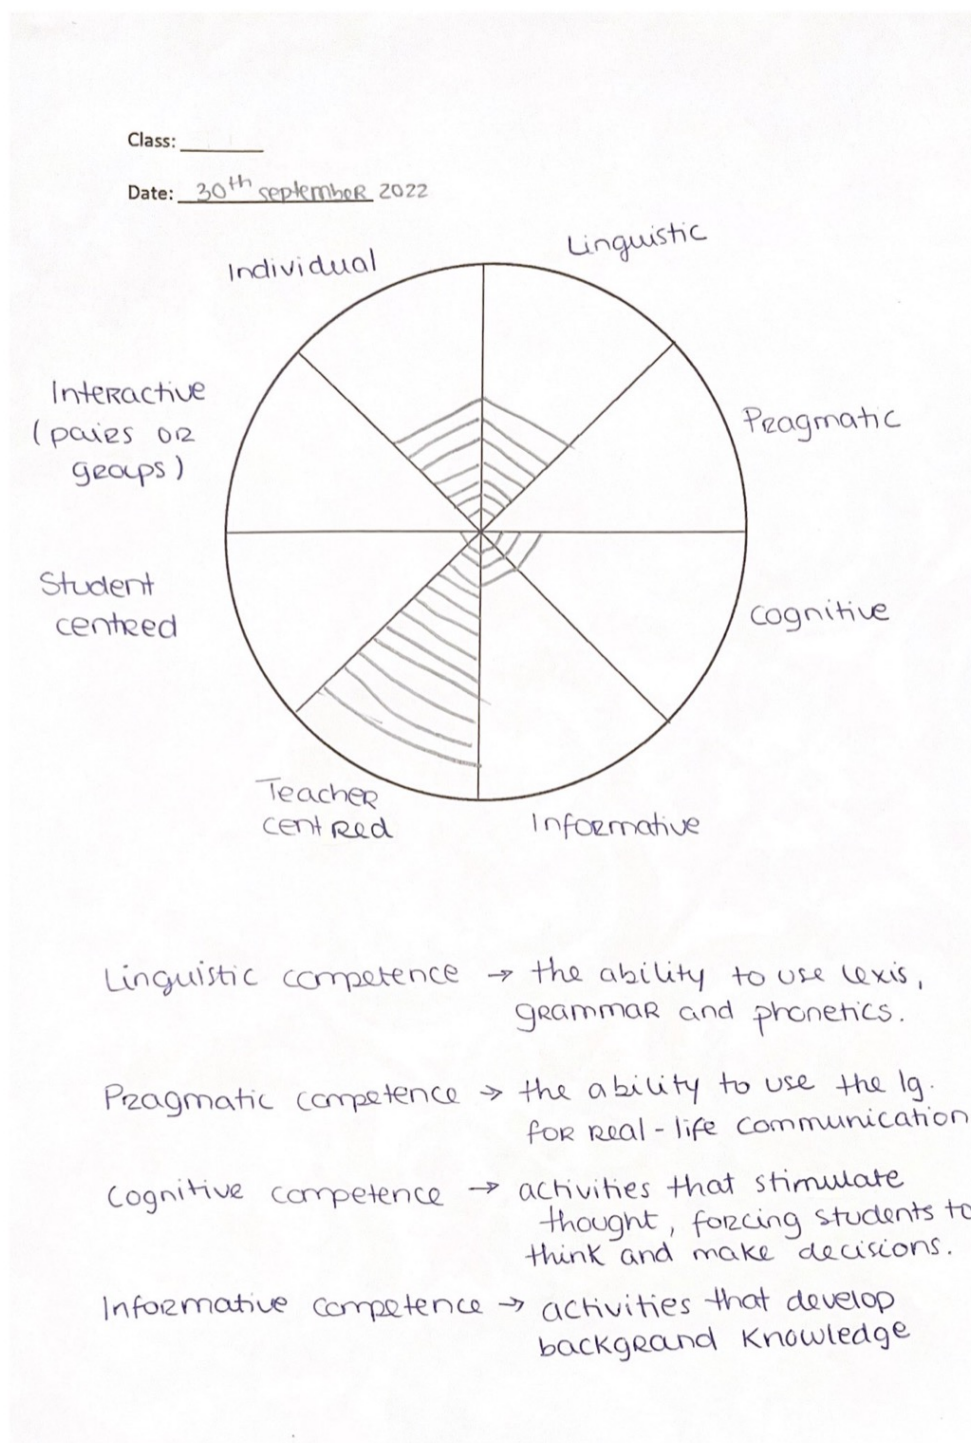 Class:
Date: 30th september 2022
Individual
Linguistic
Interactive
(pairs or
groups)
Pragmatic
Student
centred
cognitive
Teacher
centred
Informative
Linguistic competence → the ability to use lexis,
grammar and phonetics.
Pragmatic competence → the ability to use the lg.
for real-life communication
Cognitive competence → activities that stimulate
thought, forcing students to
think and make decisions.
Informative competence → activities that develop
background knowledge